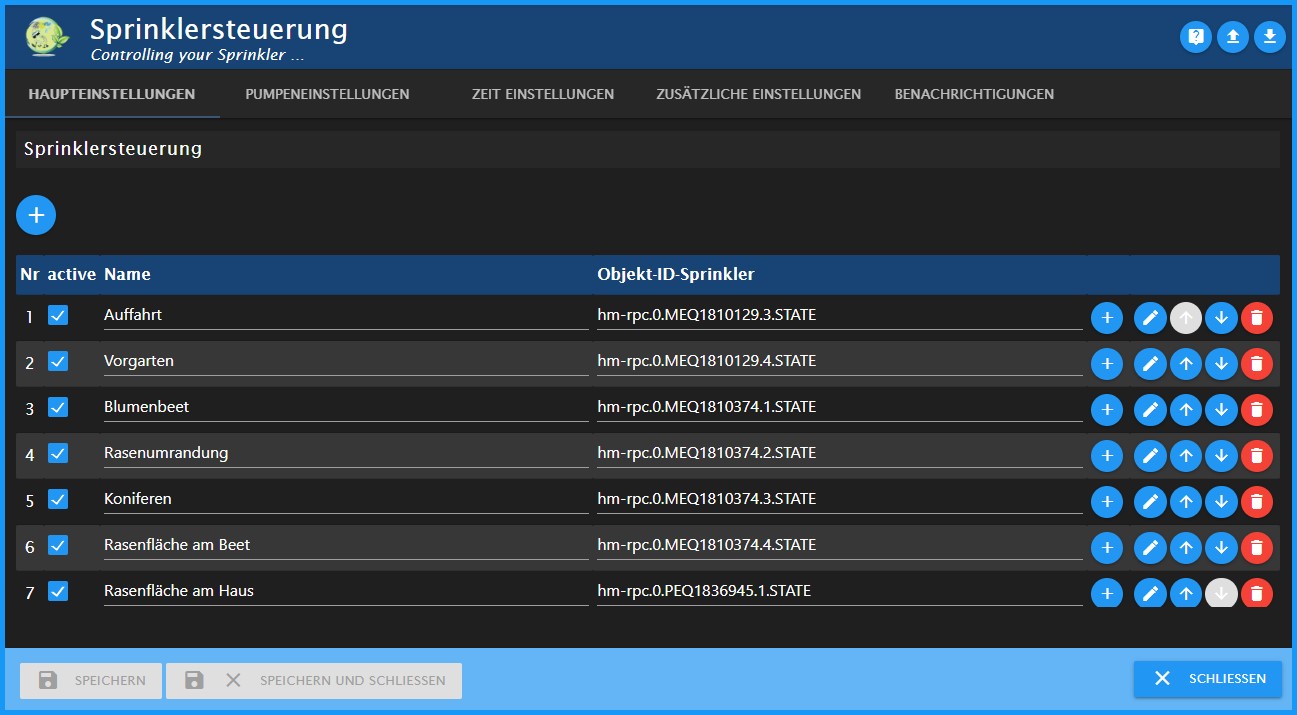 Sprinklersteuerung
Controlling your Sprinkler ...
HAUPTEINSTELLUNGEN PUMPENEINSTELLUNGEN ZEIT EINSTELLUNGEN ZUSÄTZLICHE EINSTELLUNGEN BENACHRICHTIGUNGEN
Sprinklersteuerung
Nr active Name Objekt-ID-Sprinkler
1 Auffahrt hm-rpc.0.MEQ1810129.3.STATE
2 Vorgarten hm-rpc.0.MEQ1810129.4.STATE
3 Blumenbeet hm-rpc.0.MEQ1810374.1.STATE
4 Rasenumrandung hm-rpc.0.MEQ1810374.2.STATE
5 Koniferen hm-rpc.0.MEQ1810374.3.STATE
6 Rasenfläche am Beet hm-rpc.0.MEQ1810374.4.STATE
7 Rasenfläche am Haus hm-rpc.0.PEQ1836945.1.STATE
SPEICHERN SPEICHERN UND SCHLIESSEN SCHLIESSEN